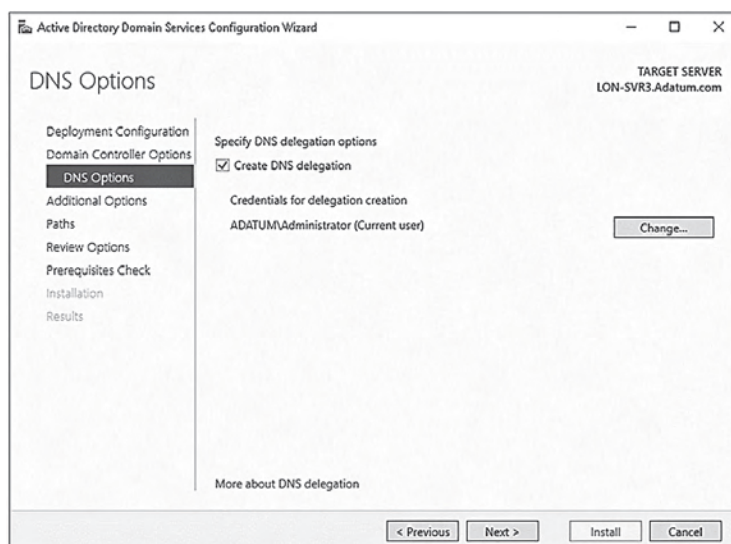 Active Directory Domain Services Configuration Wizard
DNS Options
TARGET SERVER
LON-SVR3.Adatum.com
Deployment Configuration
Domain Controller Options
DNS Options
Additional Options
Paths
Review Options
Prerequisites Check
Installation
Results
Specify DNS delegation options
Create DNS delegation
Credentials for delegation creation
ADATUM\Administrator (Current user)
Change...
More about DNS delegation
< Previous
Next >
Install
Cancel